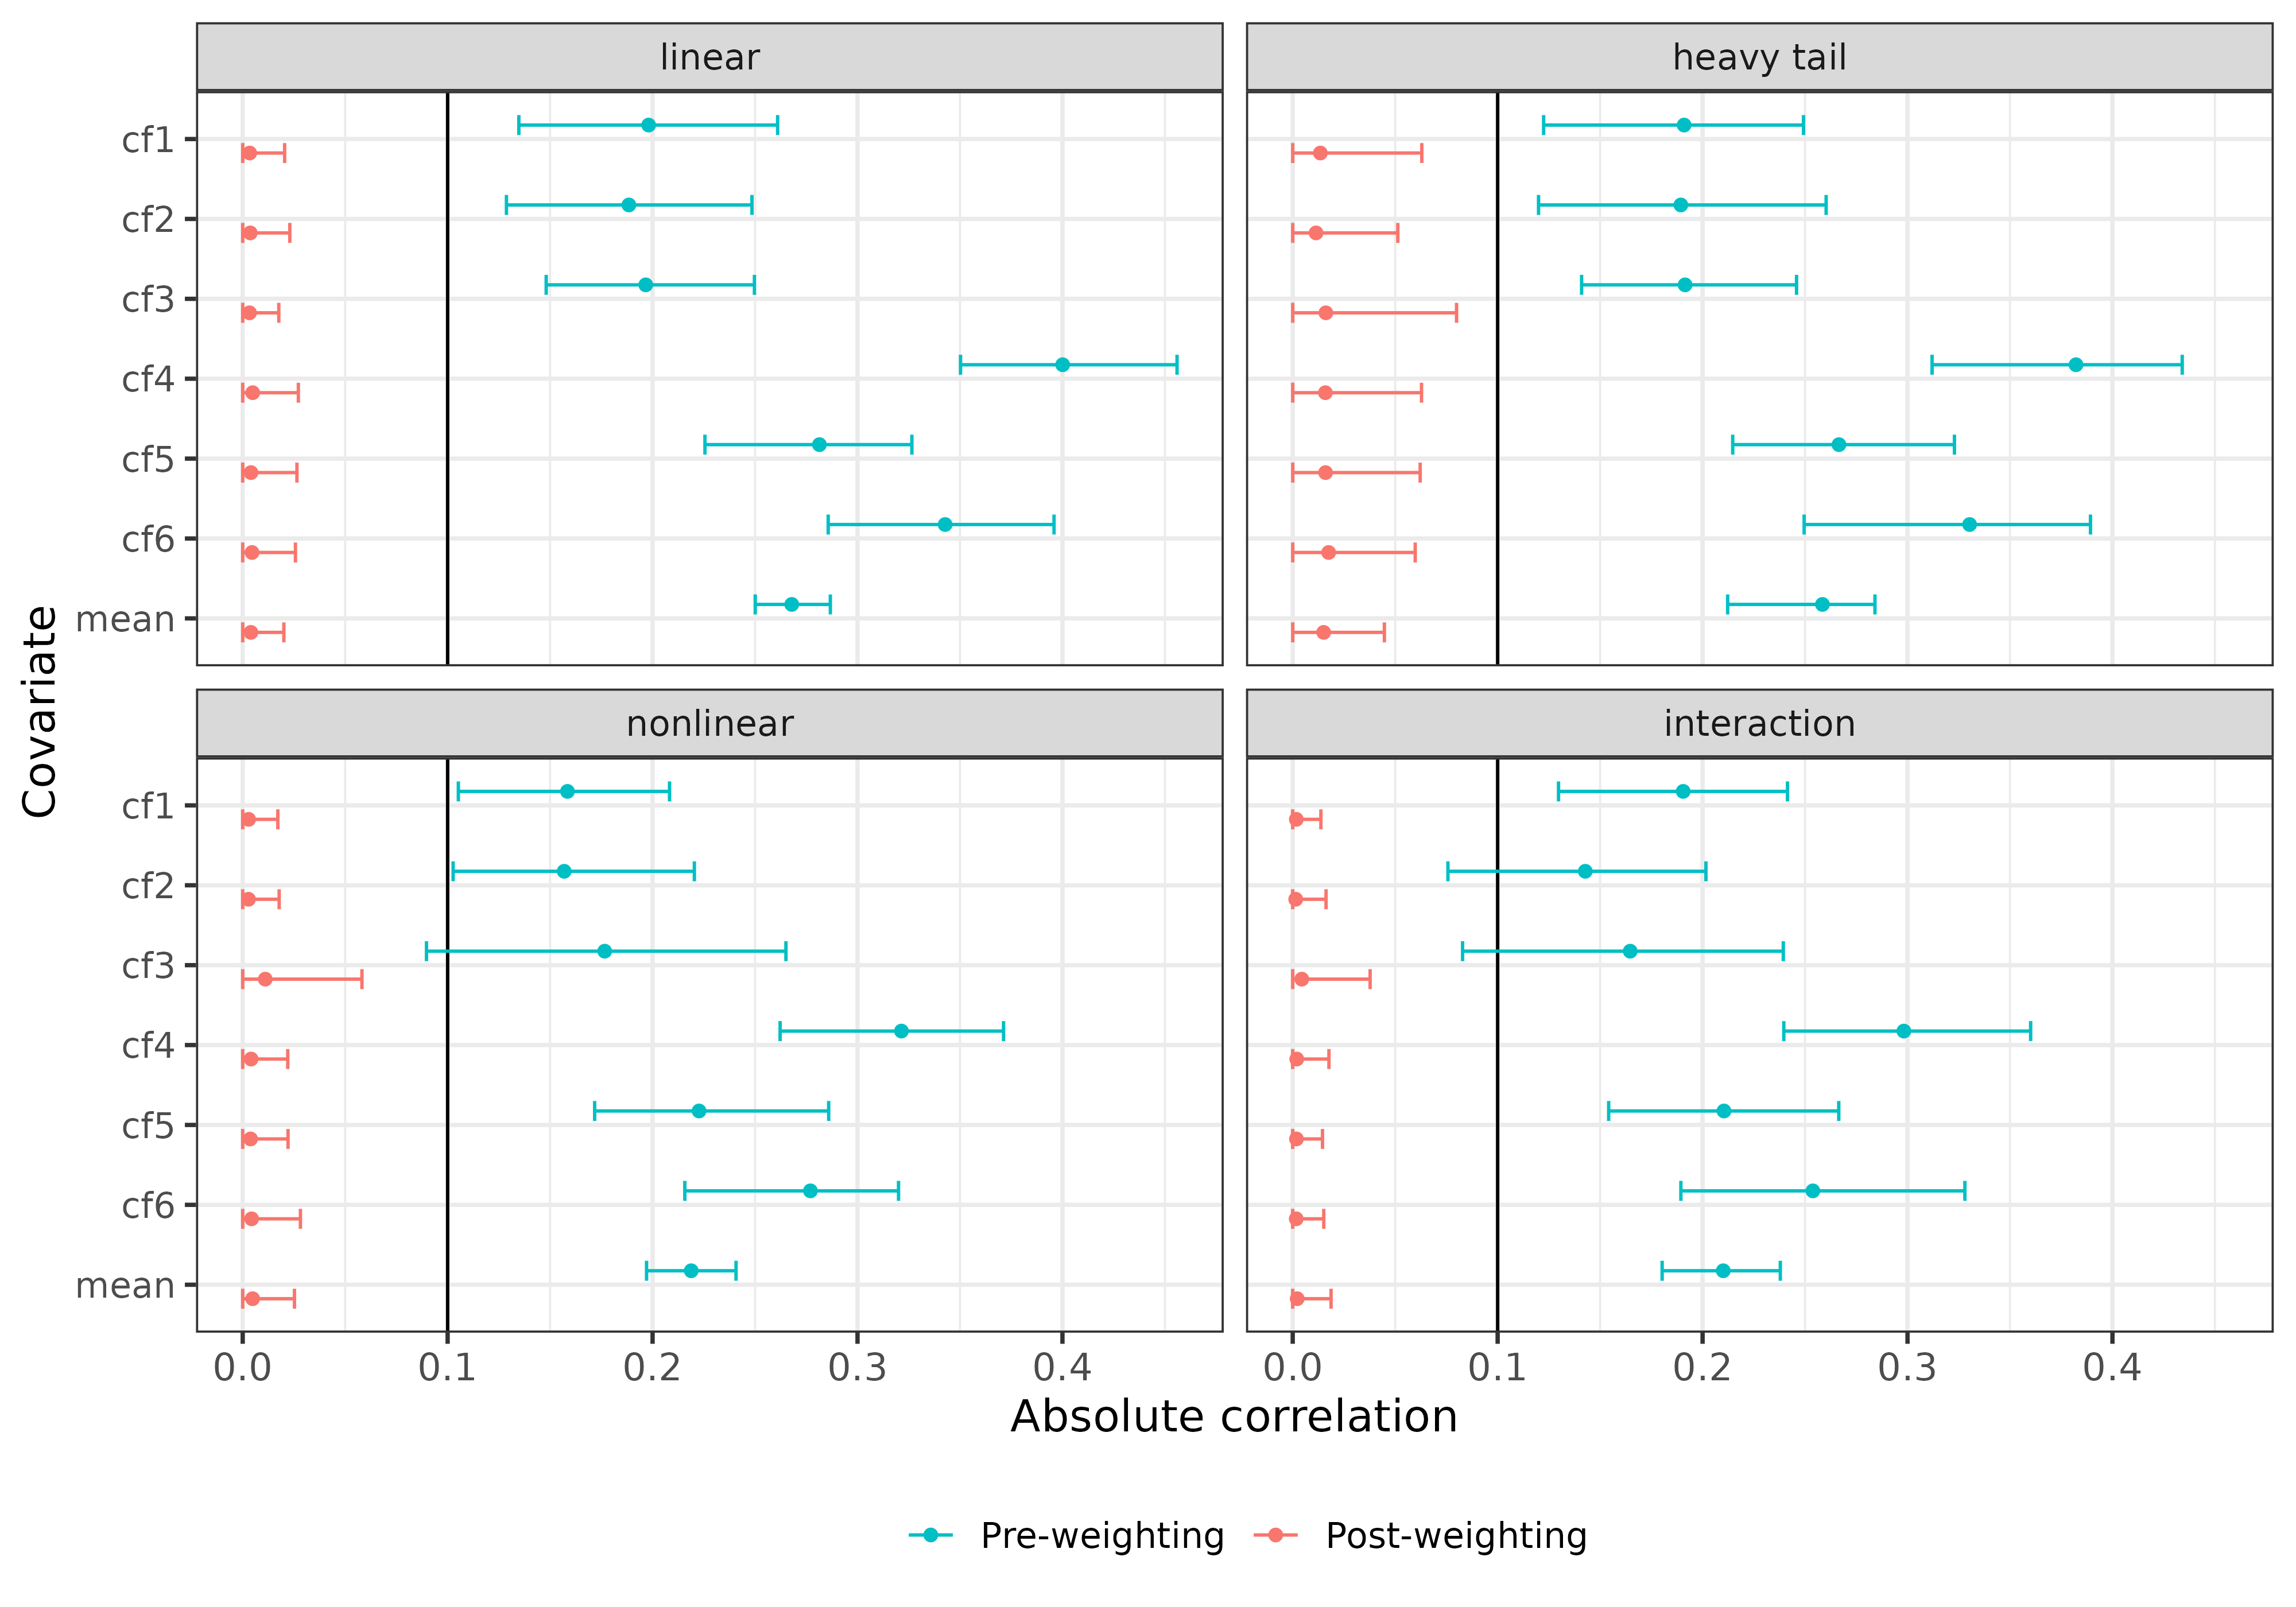 linear
heavy tail
cf1
cf2
cf3
cf4
cf5
cf6
mean
nonlinear
interaction
cf1
cf2
cf3
cf4
cf5
cf6
mean
Covariate
0.0 0.1 0.2 0.3 0.4
0.0 0.1 0.2 0.3 0.4
Absolute correlation
Pre-weighting Post-weighting